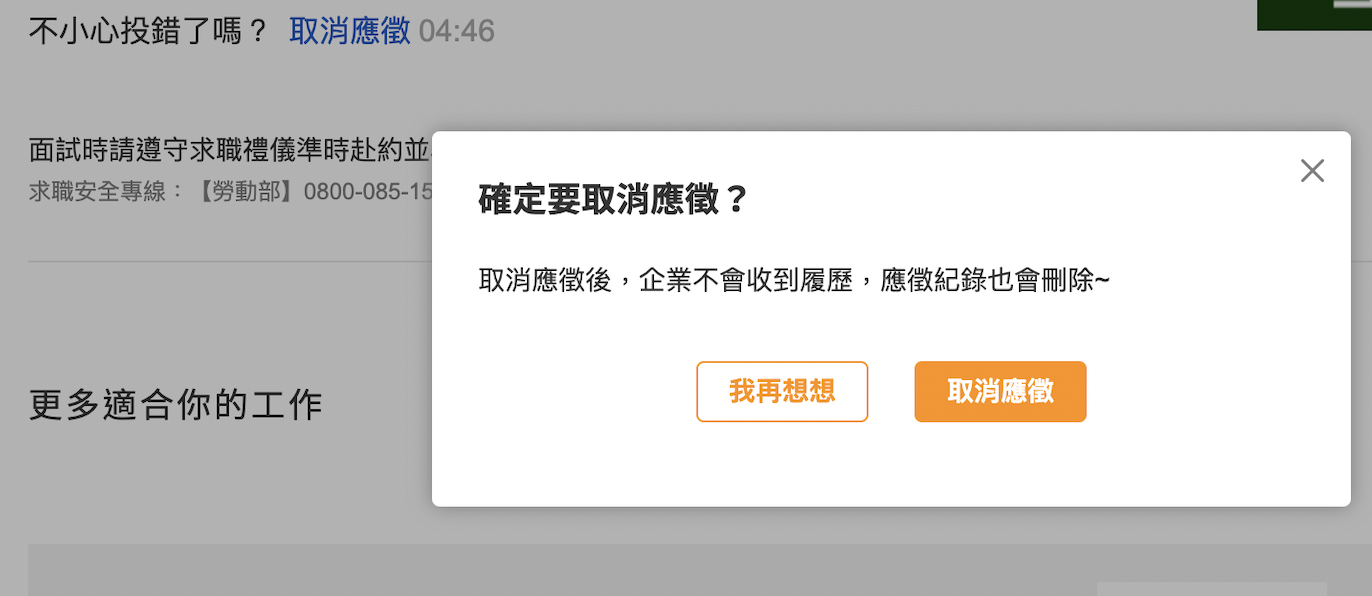 不小心投錯了嗎？ 取消應徵 04:46
面試時請遵守求職禮儀準時赴約並
求職安全專線：【勞動部】0800-085-15
確定要取消應徵？
取消應徵後，企業不會收到履歷，應徵紀錄也會刪除~
我再想想 取消應徵
更多適合你的工作